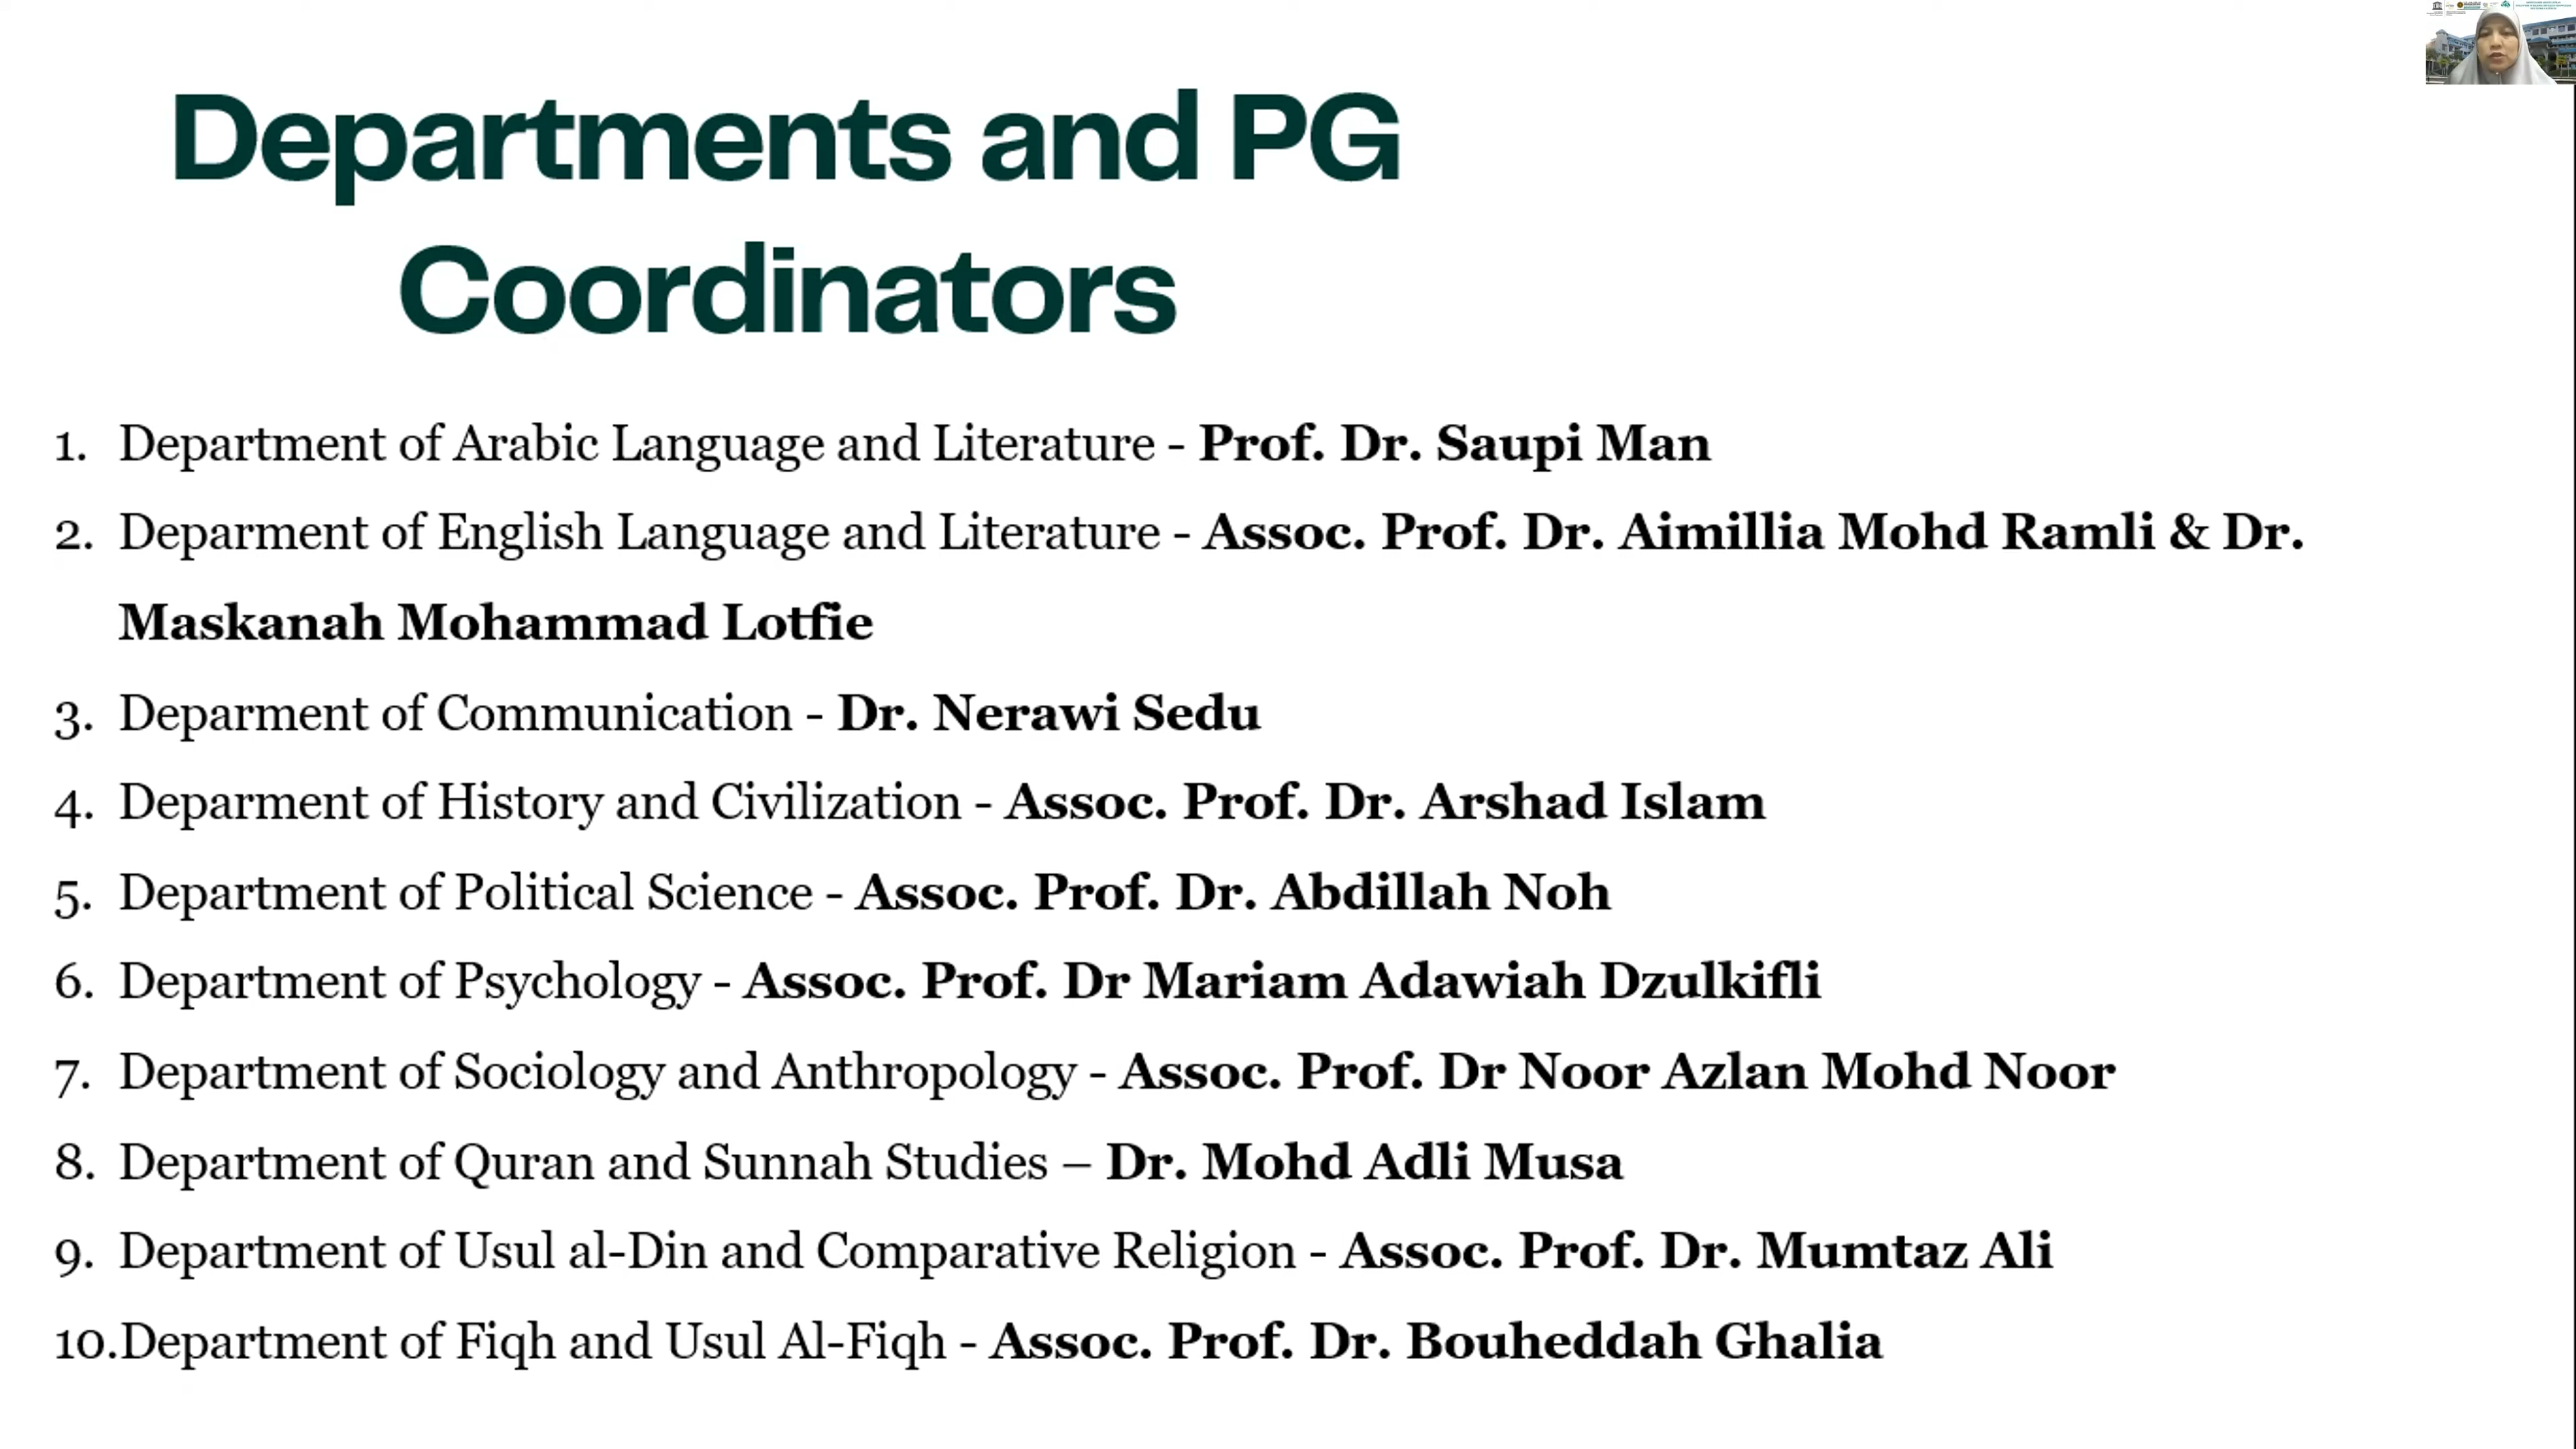 Departments and PG
Coordinators
1. Department of Arabic Language and Literature - Prof. Dr. Saupi Man
2. Deparment of English Language and Literature - Assoc. Prof. Dr. Aimillia Mohd Ramli & Dr.
Maskanah Mohammad Lotfie
3. Deparment of Communication - Dr. Nerawi Sedu
4. Deparment of History and Civilization - Assoc. Prof. Dr. Arshad Islam
5. Department of Political Science - Assoc. Prof. Dr. Abdillah Noh
6. Department of Psychology - Assoc. Prof. Dr Mariam Adawiah Dzulkifli
7. Department of Sociology and Anthropology - Assoc. Prof. Dr Noor Azlan Mohd Noor
8. Department of Quran and Sunnah Studies – Dr. Mohd Adli Musa
9. Department of Usul al-Din and Comparative Religion - Assoc. Prof. Dr. Mumtaz Ali
10.Department of Fiqh and Usul Al-Fiqh - Assoc. Prof. Dr. Bouheddah Ghalia